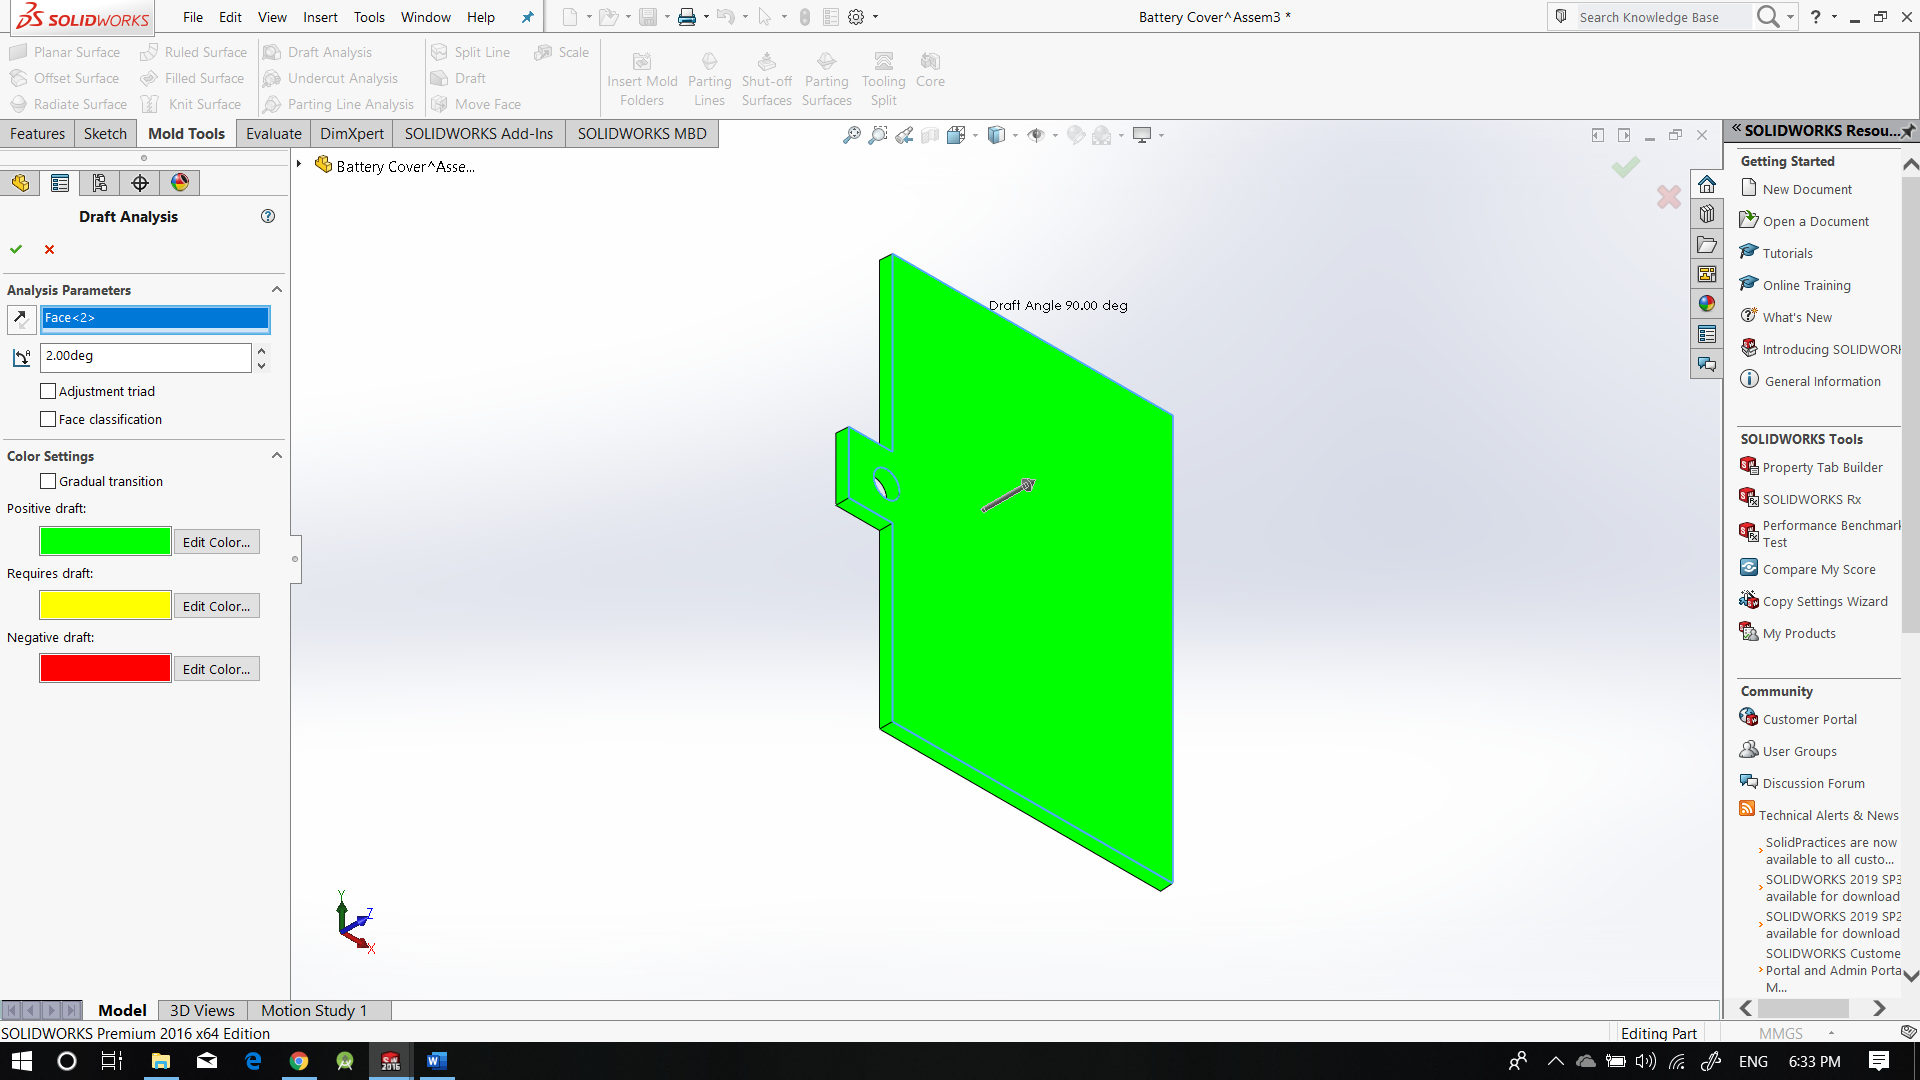 SOLIDWORKS
File Edit View Insert Tools Window Help
Battery Cover^Assem3 *
Search Knowledge Base
Planar Surface Ruled Surface Draft Analysis Split Line Scale
Offset Surface Filled Surface Undercut Analysis Draft
Radiate Surface Knit Surface Parting Line Analysis Move Face
Insert Mold Folders
Parting Lines
Shut-off Surfaces
Parting Surfaces
Tooling Split
Core
Features Sketch Mold Tools Evaluate DimXpert SOLIDWORKS Add-Ins SOLIDWORKS MBD
Battery Cover^Asse...
Draft Analysis
Analysis Parameters
Face<2>
2.00deg
Adjustment triad
Face classification
Color Settings
Gradual transition
Positive draft:
Edit Color...
Requires draft:
Edit Color...
Negative draft:
Edit Color...
Draft Angle 90.00 deg
Y
Z
X
SOLIDWORKS Resou...
Getting Started
New Document
Open a Document
Tutorials
Online Training
What's New
Introducing SOLIDWOR
General Information
SOLIDWORKS Tools
Property Tab Builder
SOLIDWORKS Rx
Performance Benchmark
Test
Compare My Score
Copy Settings Wizard
My Products
Community
Customer Portal
User Groups
Discussion Forum
Technical Alerts & News
SolidPractices are now
available to all custo...
SOLIDWORKS 2019 SP3
available for download
SOLIDWORKS 2019 SP2
available for download
SOLIDWORKS Custome
Portal and Admin Porta
M...
Model 3D Views Motion Study 1
SOLIDWORKS Premium 2016 x64 Edition
Editing Part
MMGS
ENG
6:33 PM